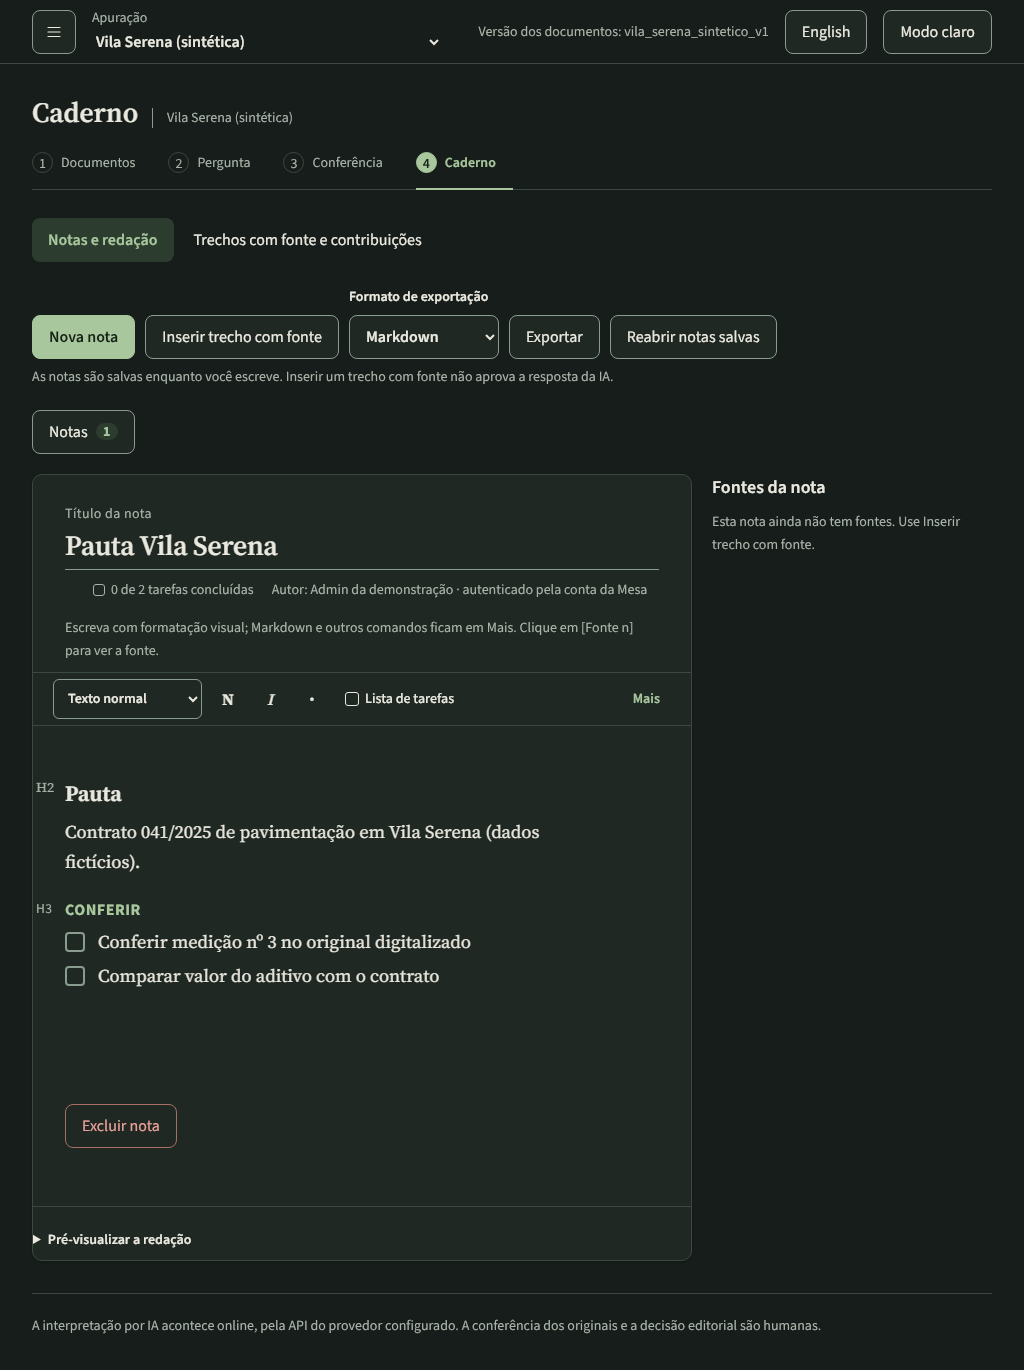 Apuração
Vila Serena (sintética)
Versão dos documentos: vila_serena_sintetico_v1
English
Modo claro
Caderno
Vila Serena (sintética)
1 Documentos
2 Pergunta
3 Conferência
4 Caderno
Notas e redação
Trechos com fonte e contribuições
Formato de exportação
Nova nota
Inserir trecho com fonte
Markdown
Exportar
Reabrir notas salvas
As notas são salvas enquanto você escreve. Inserir um trecho com fonte não aprova a resposta da IA.
Notas 1
Título da nota
Pauta Vila Serena
0 de 2 tarefas concluídas
Autor: Admin da demonstração · autenticado pela conta da Mesa
Escreva com formatação visual; Markdown e outros comandos ficam em Mais. Clique em [Fonte n]
para ver a fonte.
Texto normal
N
I
•
Lista de tarefas
Mais
H2
Pauta
Contrato 041/2025 de pavimentação em Vila Serena (dados
fictícios).
H3
CONFERIR
Conferir medição nº 3 no original digitalizado
Comparar valor do aditivo com o contrato
Excluir nota
Pré-visualizar a redação
Fontes da nota
Esta nota ainda não tem fontes. Use Inserir
trecho com fonte.
A interpretação por IA acontece online, pela API do provedor configurado. A conferência dos originais e a decisão editorial são humanas.